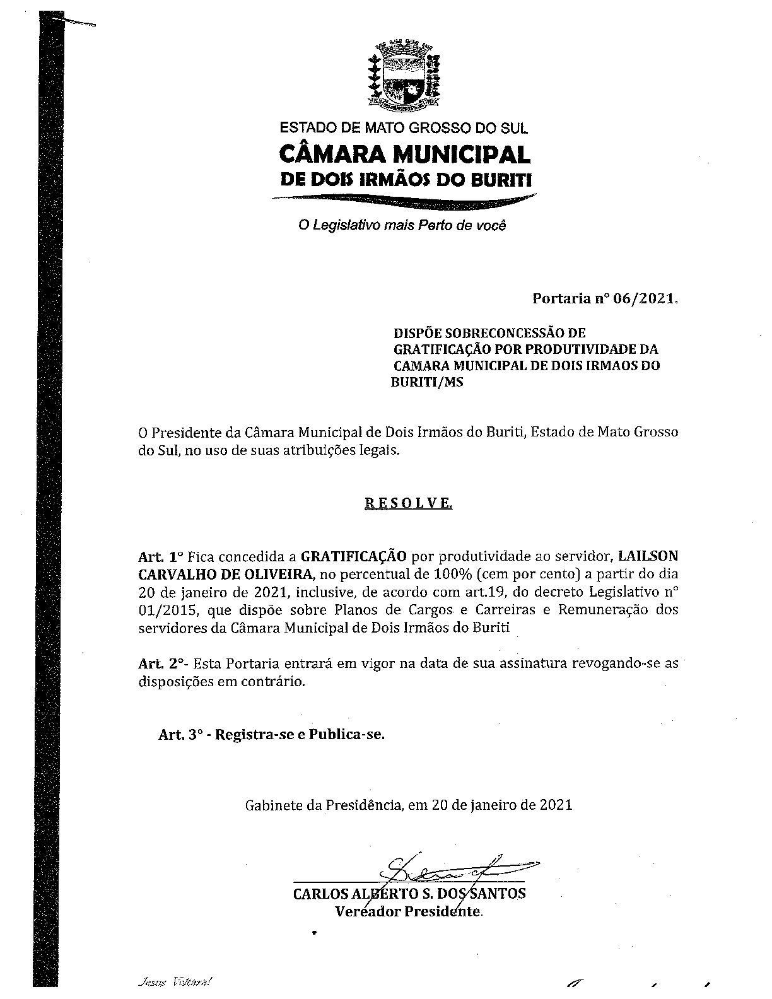 ESTADO DE MATO GROSSO DO SUL
CÂMARA MUNICIPAL
DE DOIS IRMÃOS DO BURITI
O Legislativo mais Perto de você
Portaria nº 06/2021.
DISPÕE SOBRECONCESSÃO DE
GRATIFICAÇÃO POR PRODUTIVIDADE DA
CAMARA MUNICIPAL DE DOIS IRMAOS DO
BURITI/MS
O Presidente da Câmara Municipal de Dois Irmãos do Buriti, Estado de Mato Grosso
do Sul, no uso de suas atribuições legais.
R E S O L V E.
Art. 1º Fica concedida a GRATIFICAÇÃO por produtividade ao servidor, LAILSON
CARVALHO DE OLIVEIRA, no percentual de 100% (cem por cento) a partir do dia
20 de janeiro de 2021, inclusive, de acordo com art.19, do decreto Legislativo nº
01/2015, que dispõe sobre Planos de Cargos e Carreiras e Remuneração dos
servidores da Câmara Municipal de Dois Irmãos do Buriti
Art. 2º- Esta Portaria entrará em vigor na data de sua assinatura revogando-se as
disposições em contrário.
Art. 3º - Registra-se e Publica-se.
Gabinete da Presidência, em 20 de janeiro de 2021
CARLOS ALBERTO S. DOS SANTOS
Vereador Presidente.
Jesus Voltara!